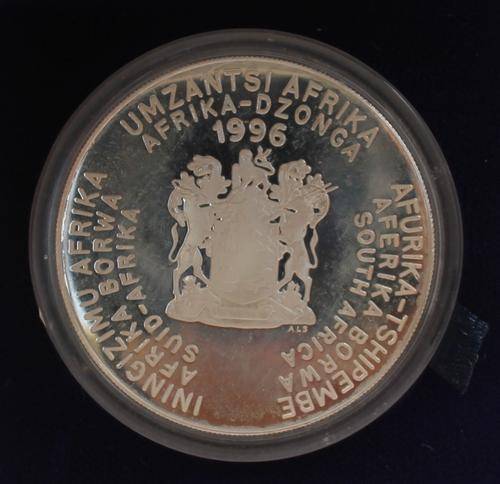 UMZANTSI AFRIKA
AFRIKA-DZONGA
1996
AFURIKA-TSHIPEMBE
AFERIKA BORWA
SOUTH AFRICA
ININGIZIMU AFRIKA
AFRIKA BORWA
SUID-AFRIKA
ALS